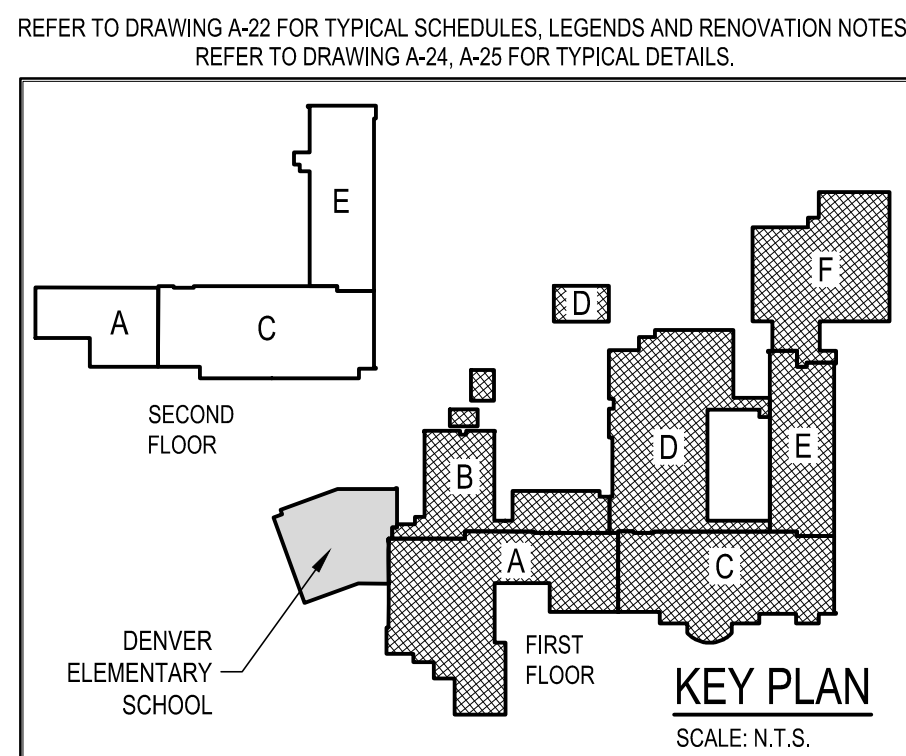 REFER TO DRAWING A-22 FOR TYPICAL SCHEDULES, LEGENDS AND RENOVATION NOTES
REFER TO DRAWING A-24, A-25 FOR TYPICAL DETAILS.
E
A
C
SECOND
FLOOR
F
D
D
E
B
A
C
DENVER
ELEMENTARY
SCHOOL
FIRST
FLOOR
KEY PLAN
SCALE: N.T.S.